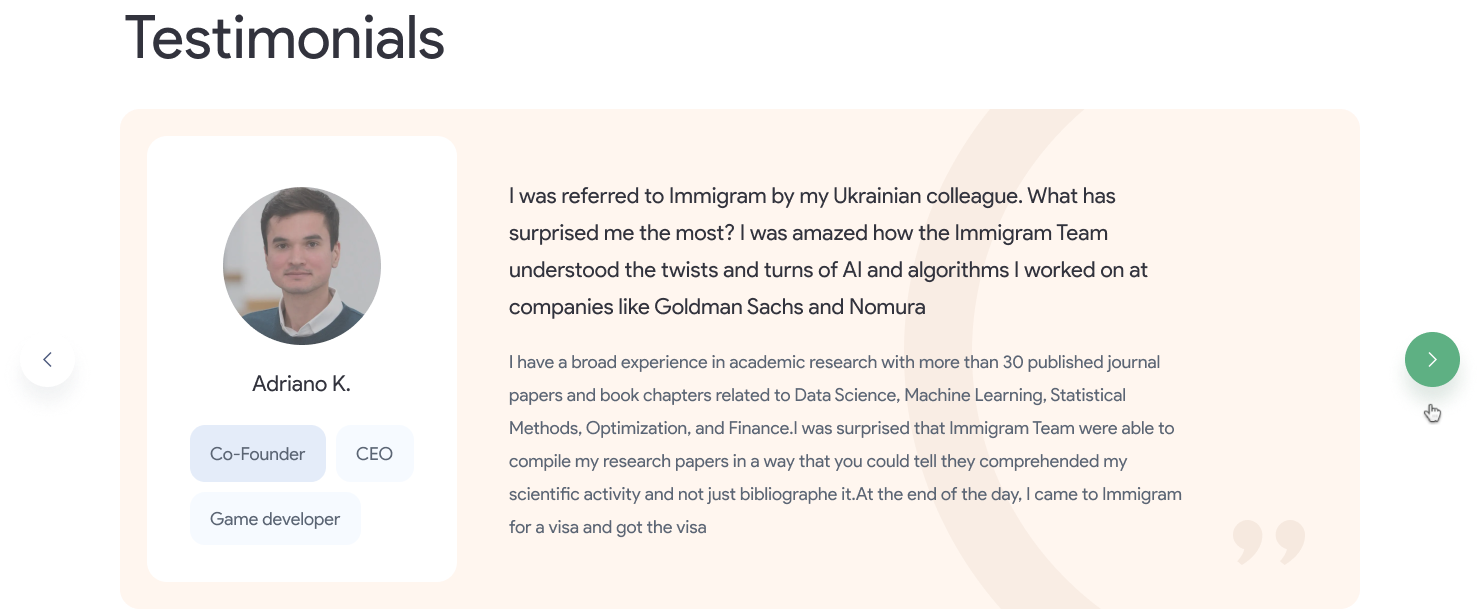 Testimonials
Adriano K.
Co-Founder
CEO
Game developer
I was referred to Immigram by my Ukrainian colleague. What has
surprised me the most? I was amazed how the Immigram Team
understood the twists and turns of AI and algorithms I worked on at
companies like Goldman Sachs and Nomura
I have a broad experience in academic research with more than 30 published journal
papers and book chapters related to Data Science, Machine Learning, Statistical
Methods, Optimization, and Finance.I was surprised that Immigram Team were able to
compile my research papers in a way that you could tell they comprehended my
scientific activity and not just bibliographe it.At the end of the day, I came to Immigram
for a visa and got the visa
”